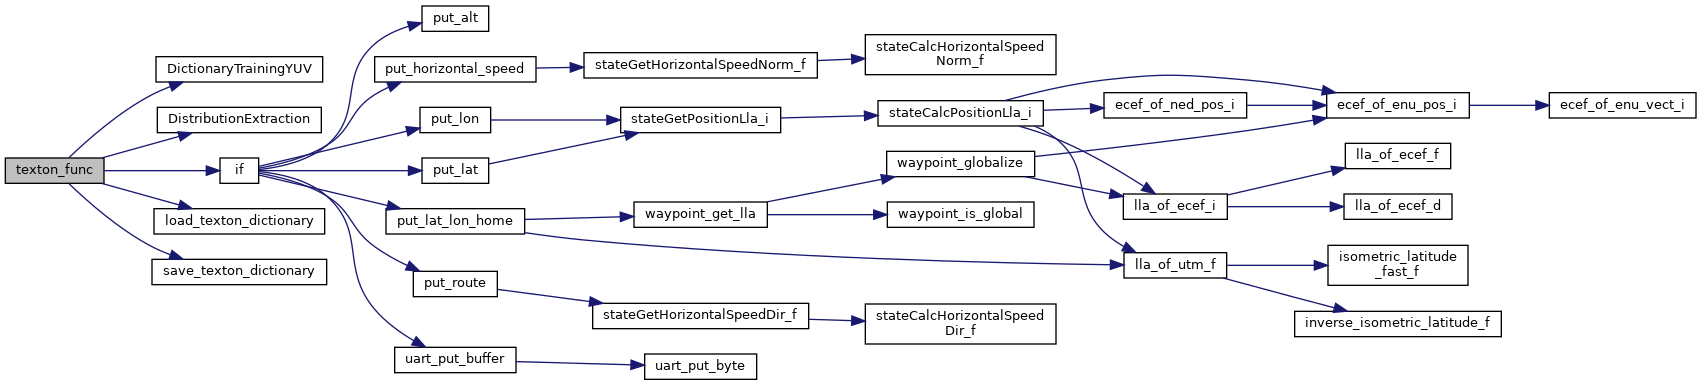 texton_func
DictionaryTrainingYUV
DistributionExtraction
if
load_texton_dictionary
save_texton_dictionary
put_alt
put_horizontal_speed
put_lon
put_lat
put_lat_lon_home
put_route
uart_put_buffer
stateGetHorizontalSpeedNorm_f
stateGetPositionLla_i
waypoint_get_lla
stateGetHorizontalSpeedDir_f
uart_put_byte
stateCalcHorizontalSpeed
Norm_f
stateCalcPositionLla_i
waypoint_globalize
waypoint_is_global
stateCalcHorizontalSpeed
Dir_f
ecef_of_ned_pos_i
lla_of_ecef_i
lla_of_utm_f
ecef_of_enu_pos_i
lla_of_ecef_f
lla_of_ecef_d
isometric_latitude
_fast_f
inverse_isometric_latitude_f
ecef_of_enu_vect_i